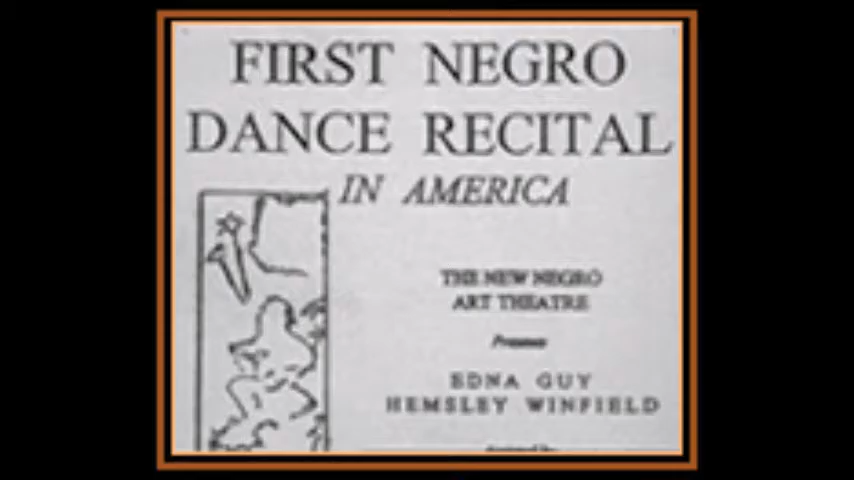 FIRST NEGRO
DANCE RECITAL
IN AMERICA
THE NEW NEGRO
ART THEATRE
Presents
EDNA GUY
HEMSLEY WINFIELD